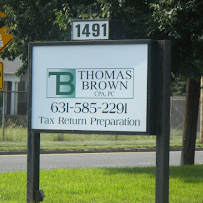 1491
TB THOMAS
BROWN
CPA, PC
631-585-2291
Tax Return Preparation